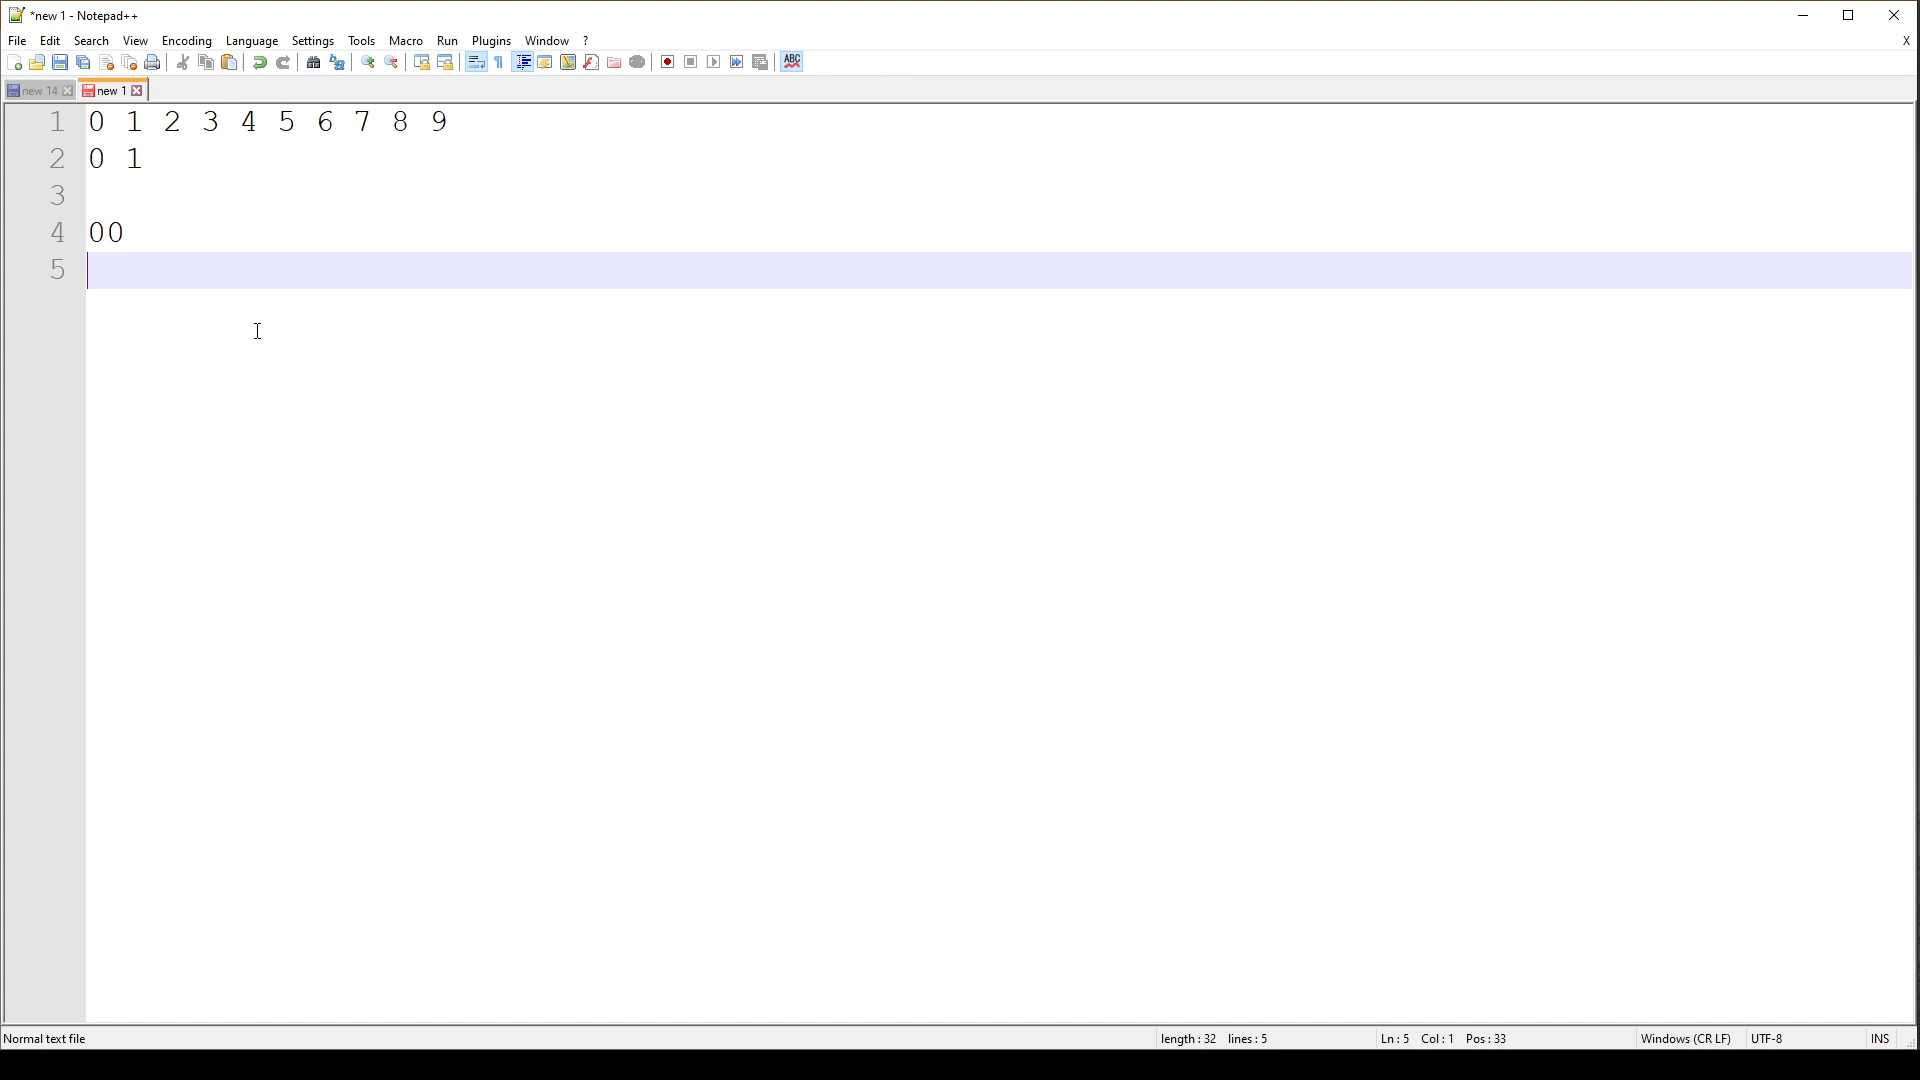 *new 1 - Notepad++
File Edit Search View Encoding Language Settings Tools Macro Run Plugins Window ? X
ABC
new 14 new 1
1 0 1 2 3 4 5 6 7 8 9
2 0 1
3
4 00
5
Normal text file length : 32 lines : 5 Ln : 5 Col : 1 Pos : 33 Windows (CR LF) UTF-8 INS